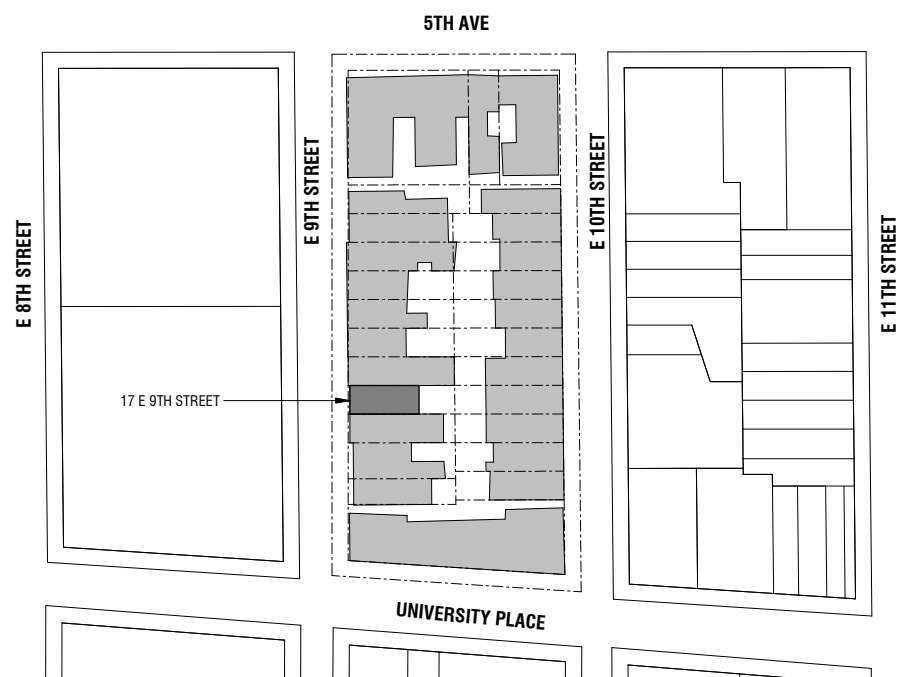 5TH AVE
E 8TH STREET
E 9TH STREET
E 10TH STREET
E 11TH STREET
17 E 9TH STREET
UNIVERSITY PLACE